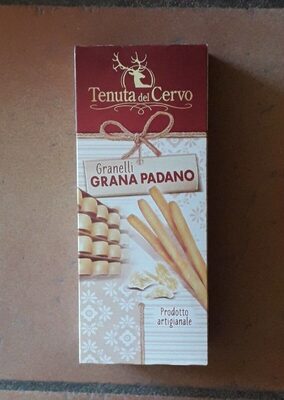 Tenuta del Cervo
Granelli
GRANA PADANO
Prodotto
artigianale